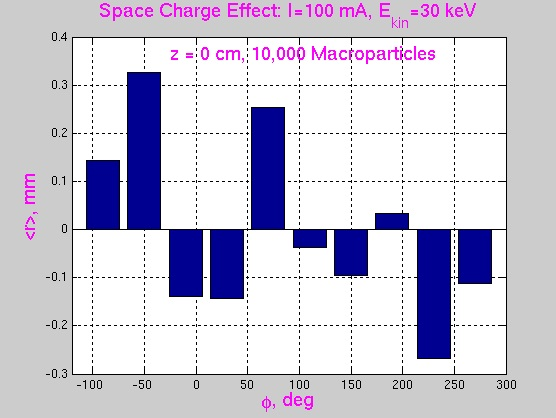 Space Charge Effect: I=100 mA, E_kin=30 keV
z = 0 cm, 10,000 Macroparticles
0.4
0.3
0.2
0.1
0
-0.1
-0.2
-0.3
<r>, mm
-100 -50 0 50 100 150 200 250 300
ϕ, deg